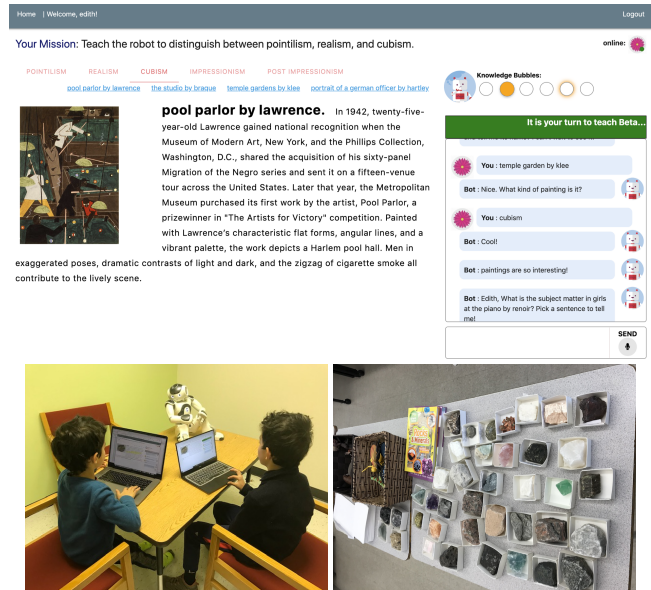 Home | Welcome, edith!
Logout
Your Mission: Teach the robot to distinguish between pointilism, realism, and cubism.
online:
POINTILISM REALISM CUBISM IMPRESSIONISM POST IMPRESSIONISM
pool parlor by lawrence the studio by braque temple gardens by klee portrait of a german officer by hartley
pool parlor by lawrence. In 1942, twenty-five-
year-old Lawrence gained national recognition when the
Museum of Modern Art, New York, and the Phillips Collection,
Washington, D.C., shared the acquisition of his sixty-panel
Migration of the Negro series and sent it on a fifteen-venue
tour across the United States. Later that year, the Metropolitan
Museum purchased its first work by the artist, Pool Parlor, a
prizewinner in "The Artists for Victory" competition. Painted
with Lawrence's characteristic flat forms, angular lines, and a
vibrant palette, the work depicts a Harlem pool hall. Men in
exaggerated poses, dramatic contrasts of light and dark, and the zigzag of cigarette smoke all
contribute to the lively scene.
Knowledge Bubbles:
It is your turn to teach Beta...
You : temple garden by klee
Bot : Nice. What kind of painting is it?
You : cubism
Bot : Cool!
Bot : paintings are so interesting!
Bot : Edith, What is the subject matter in girls
at the piano by renoir? Pick a sentence to tell
me!
SEND